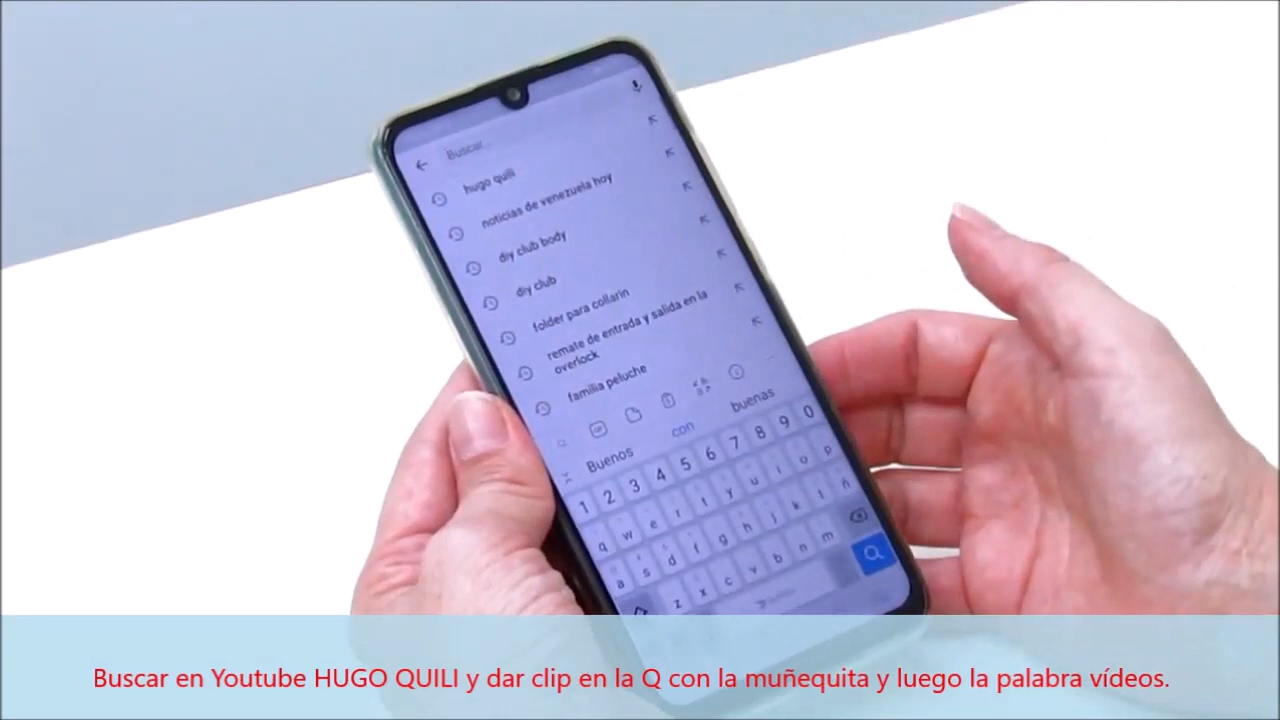 Buscar...
hugo quili
noticias de venezuela hoy
diy club body
diy club
folder para collarin
remate de entrada y salida en la
overlock
familia peluche
Buenos con buenas
1 2 3 4 5 6 7 8 9 0
q w e r t y u i o p
a s d f g h j k l ñ
z x c v b n m
Buscar en Youtube HUGO QUILI y dar clip en la Q con la muñequita y luego la palabra vídeos.